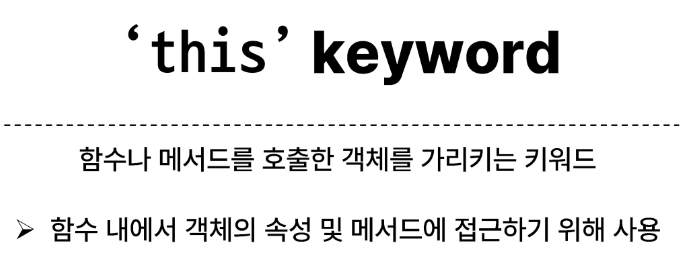 ‘this’ keyword
함수나 메서드를 호출한 객체를 가리키는 키워드
➢ 함수 내에서 객체의 속성 및 메서드에 접근하기 위해 사용